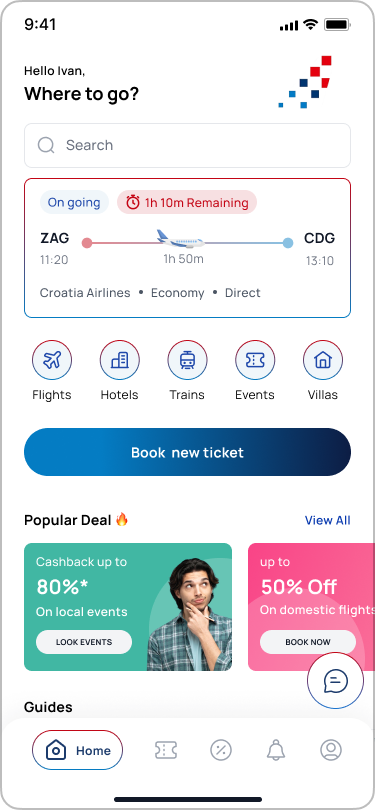 9:41
Hello Ivan,
Where to go?
Search
On going
1h 10m Remaining
ZAG
CDG
11:20
1h 50m
13:10
Croatia Airlines • Economy • Direct
Flights
Hotels
Trains
Events
Villas
Book new ticket
Popular Deal 🔥
View All
Cashback up to
80%*
On local events
LOOK EVENTS
up to
50% Off
On domestic flights
BOOK NOW
Guides
Home